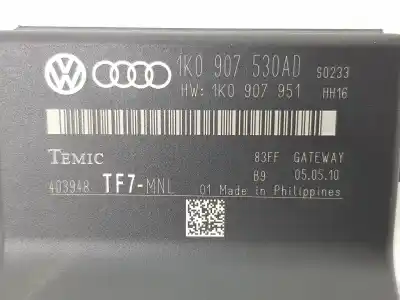 1K0 907 530AD S0233
HW: 1K0 907 951 HH16
TEMIC 83FF GATEWAY
403948 TF7-MNL B9 05.05.10
01 Made in Philippines